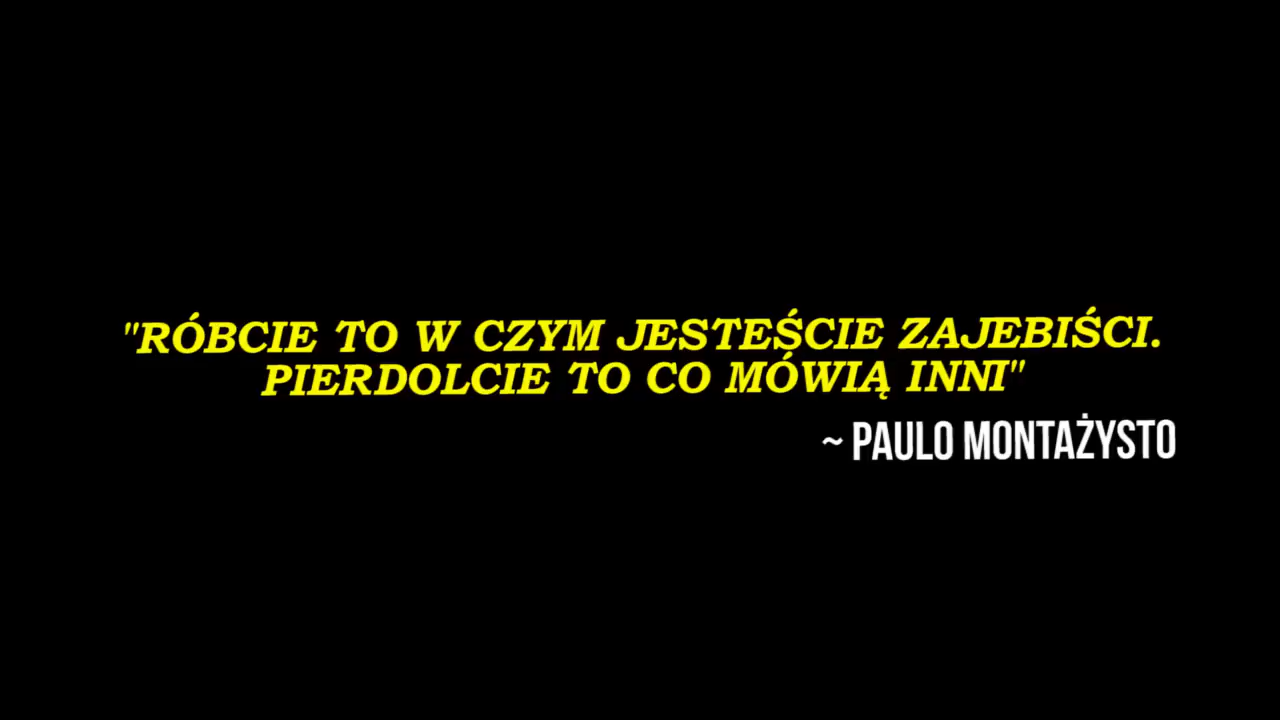 "RÓBCIE TO W CZYM JESTEŚCIE ZAJEBIŚCI.
PIERDOLCIE TO CO MÓWIĄ INNI"
~ PAULO MONTAŻYSTO